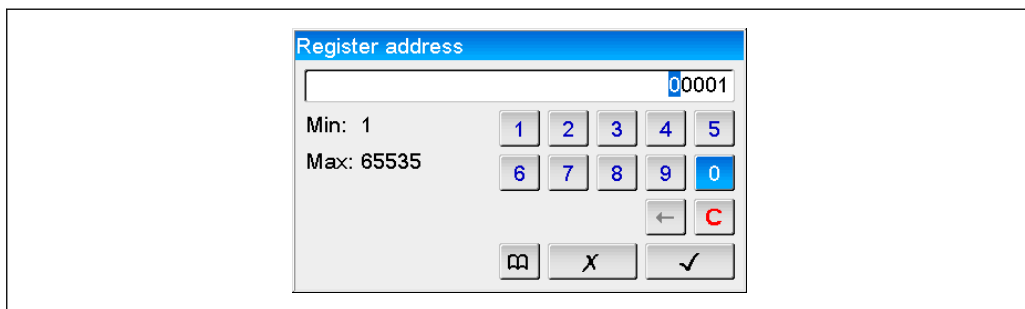 Register address
00001
Min: 1
1 2 3 4 5
Max: 65535
6 7 8 9 0
← C
✗ ✓